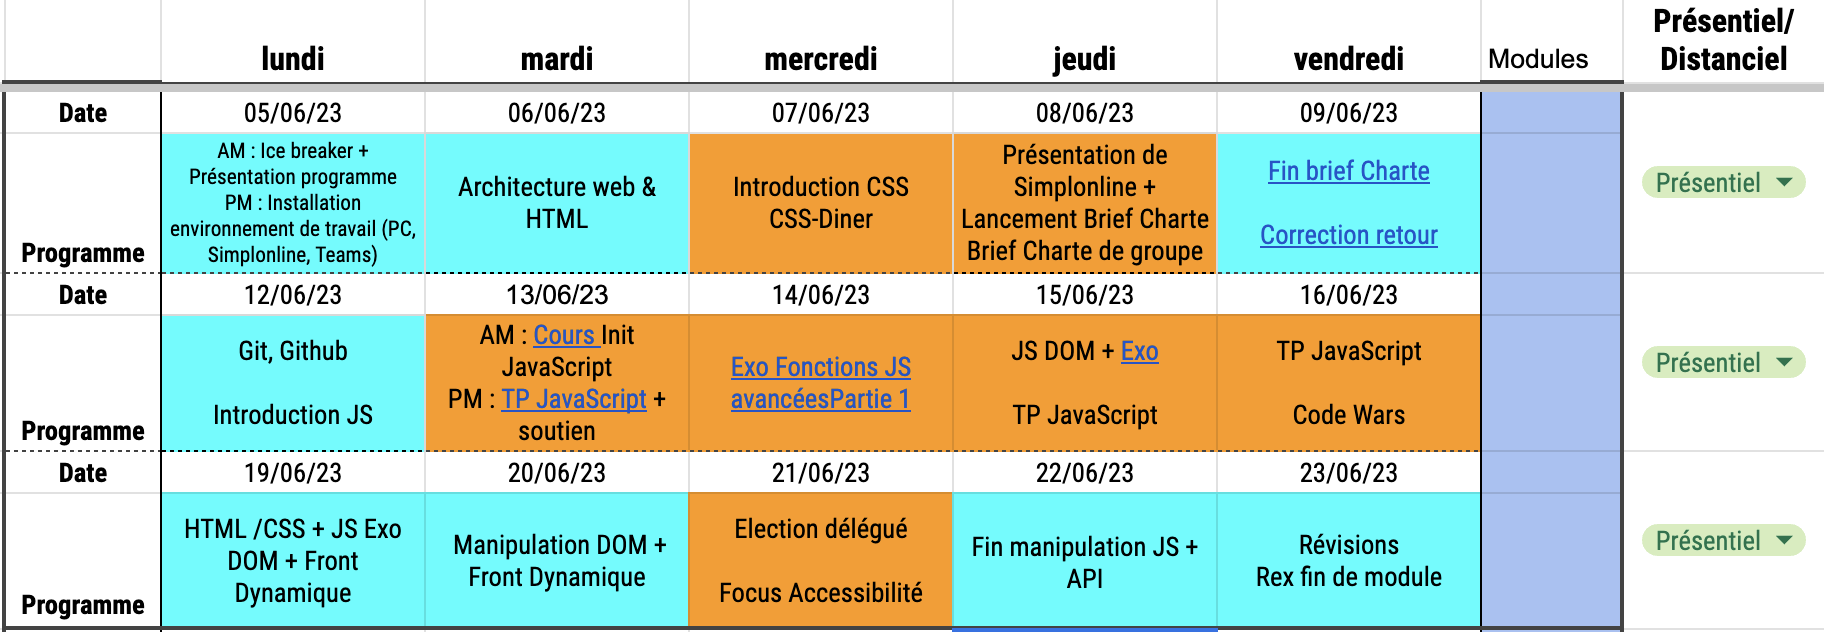 lundi mardi mercredi jeudi vendredi Modules Présentiel/
Distanciel
Date 05/06/23 06/06/23 07/06/23 08/06/23 09/06/23
Programme
AM : Ice breaker +
Présentation programme
PM : Installation
environnement de travail (PC,
Simplonline, Teams)
Architecture web &
HTML
Introduction CSS
CSS-Diner
Présentation de
Simplonline +
Lancement Brief Charte
Brief Charte de groupe
Fin brief Charte
Correction retour
Présentiel
Date 12/06/23 13/06/23 14/06/23 15/06/23 16/06/23
Programme
Git, Github
Introduction JS
AM : Cours Init
JavaScript
PM : TP JavaScript +
soutien
Exo Fonctions JS
avancéesPartie 1
JS DOM + Exo
TP JavaScript
TP JavaScript
Code Wars
Présentiel
Date 19/06/23 20/06/23 21/06/23 22/06/23 23/06/23
Programme
HTML /CSS + JS Exo
DOM + Front
Dynamique
Manipulation DOM +
Front Dynamique
Election délégué
Focus Accessibilité
Fin manipulation JS +
API
Révisions
Rex fin de module
Présentiel